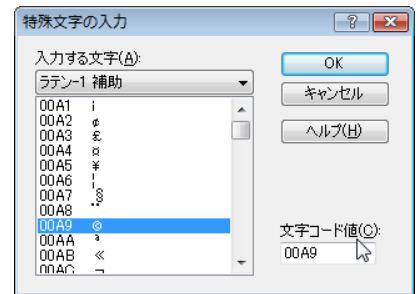 特殊文字の入力
入力する文字(A):
ラテン-1 補助
OK
キャンセル
ヘルプ(H)
00A1 ¡
00A2 ¢
00A3 £
00A4 ¤
00A5 ¥
00A6 ¦
00A7 §
00A8 ¨
00A9 ©
00AA ª
00AB «
00AC ¬
文字コード値(C):
00A9